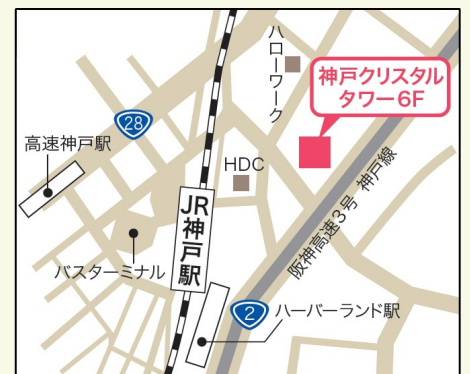 ハローワーク
神戸クリスタル
タワー6F
28
高速神戸駅
HDC
JR神戸駅
阪神高速3号 神戸線
バスターミナル
2
ハーバーランド駅